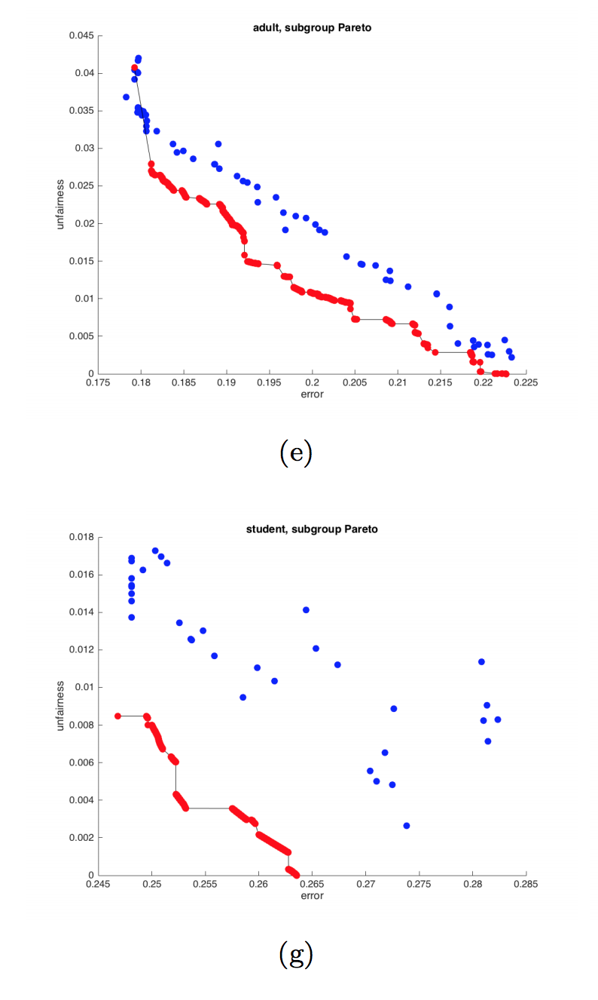 adult, subgroup Pareto
0.045
0.04
0.035
0.03
0.025
0.02
0.015
0.01
0.005
0
unfairness
0.175 0.18 0.185 0.19 0.195 0.2 0.205 0.21 0.215 0.22 0.225
error
(e)
student, subgroup Pareto
0.018
0.016
0.014
0.012
0.01
0.008
0.006
0.004
0.002
0
unfairness
0.245 0.25 0.255 0.26 0.265 0.27 0.275 0.28 0.285
error
(g)